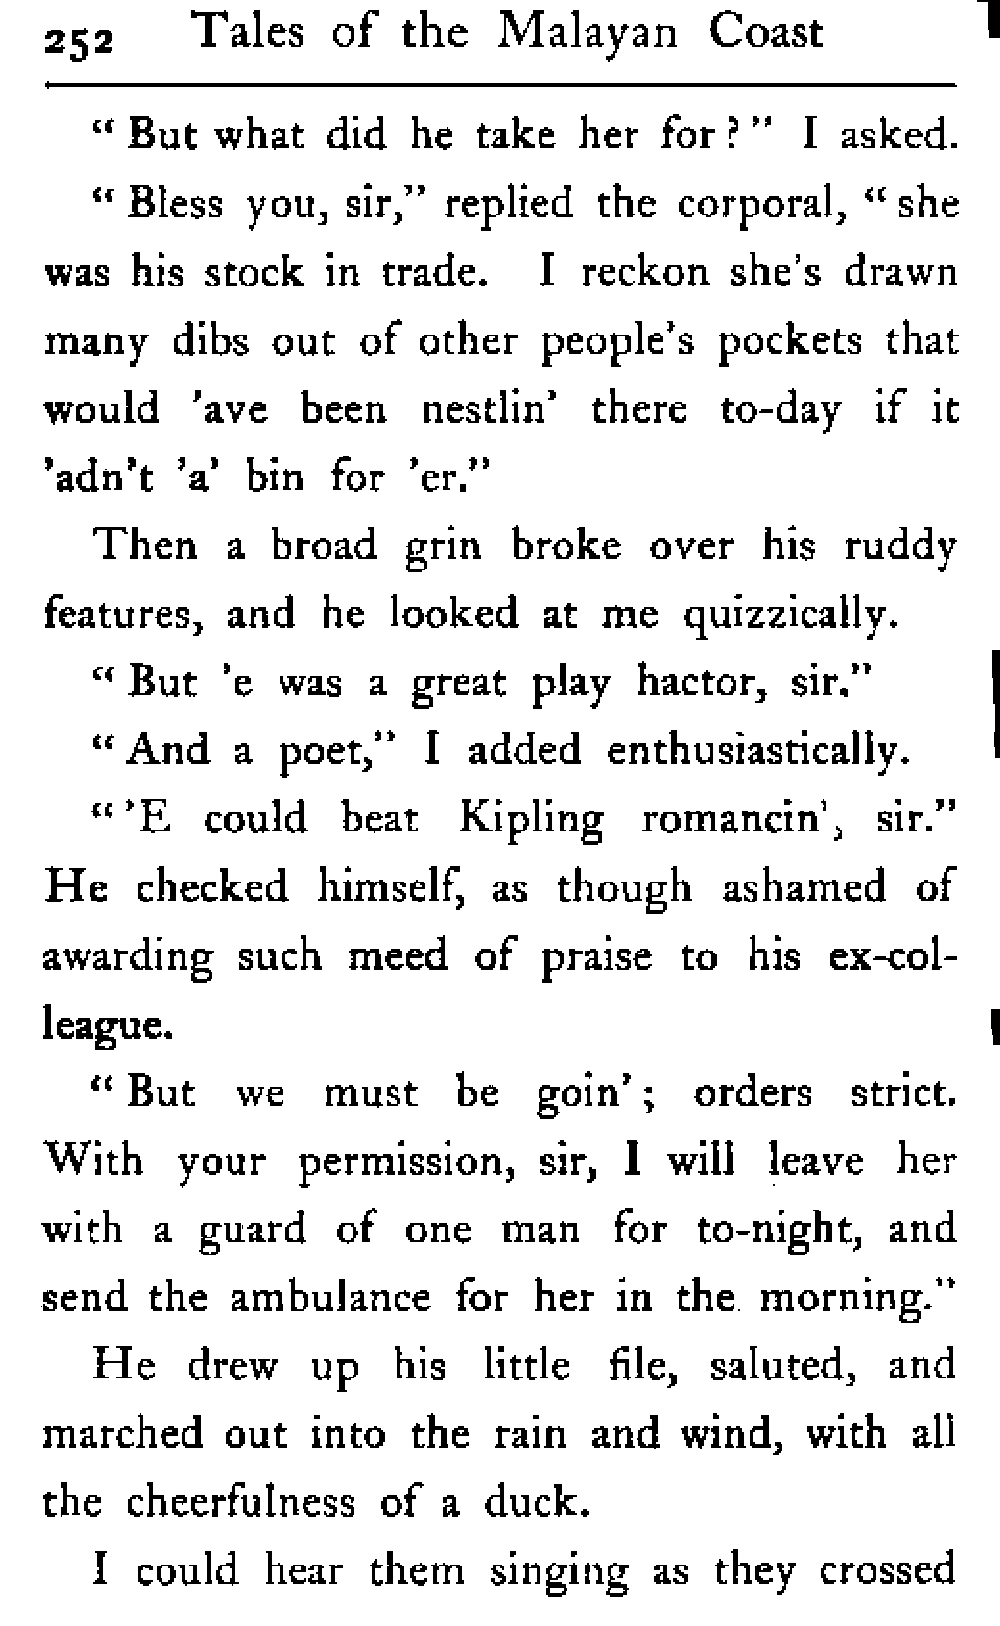 252 Tales of the Malayan Coast
“ But what did he take her for ? ” I asked.
“ Bless you, sir,” replied the corporal, “ she
was his stock in trade. I reckon she’s drawn
many dibs out of other people’s pockets that
would ’ave been nestlin’ there to-day if it
’adn’t ’a’ bin for ’er.”
Then a broad grin broke over his ruddy
features, and he looked at me quizzically.
“ But ’e was a great play hactor, sir.”
“ And a poet,” I added enthusiastically.
“ ’E could beat Kipling romancin’, sir.”
He checked himself, as though ashamed of
awarding such meed of praise to his ex-col-
league.
“ But we must be goin’ ; orders strict.
With your permission, sir, I will leave her
with a guard of one man for to-night, and
send the ambulance for her in the morning.”
He drew up his little file, saluted, and
marched out into the rain and wind, with all
the cheerfulness of a duck.
I could hear them singing as they crossed